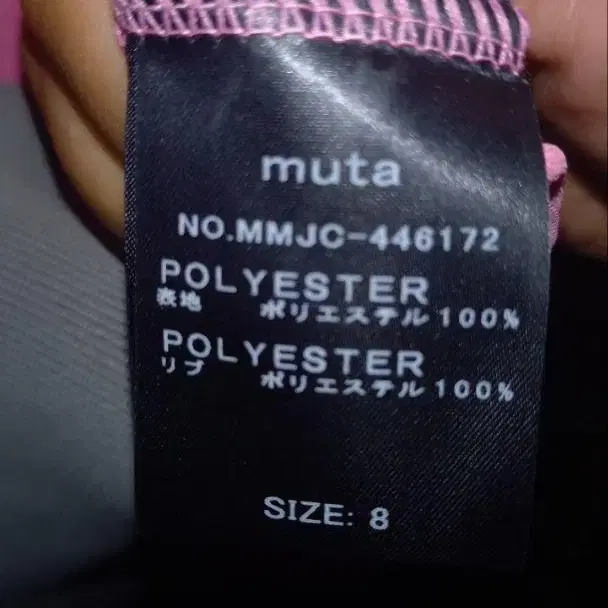 muta
NO.MMJC-446172
POLYESTER
表地 ポリエステル100%
POLYESTER
リブ ポリエステル100%
SIZE: 8